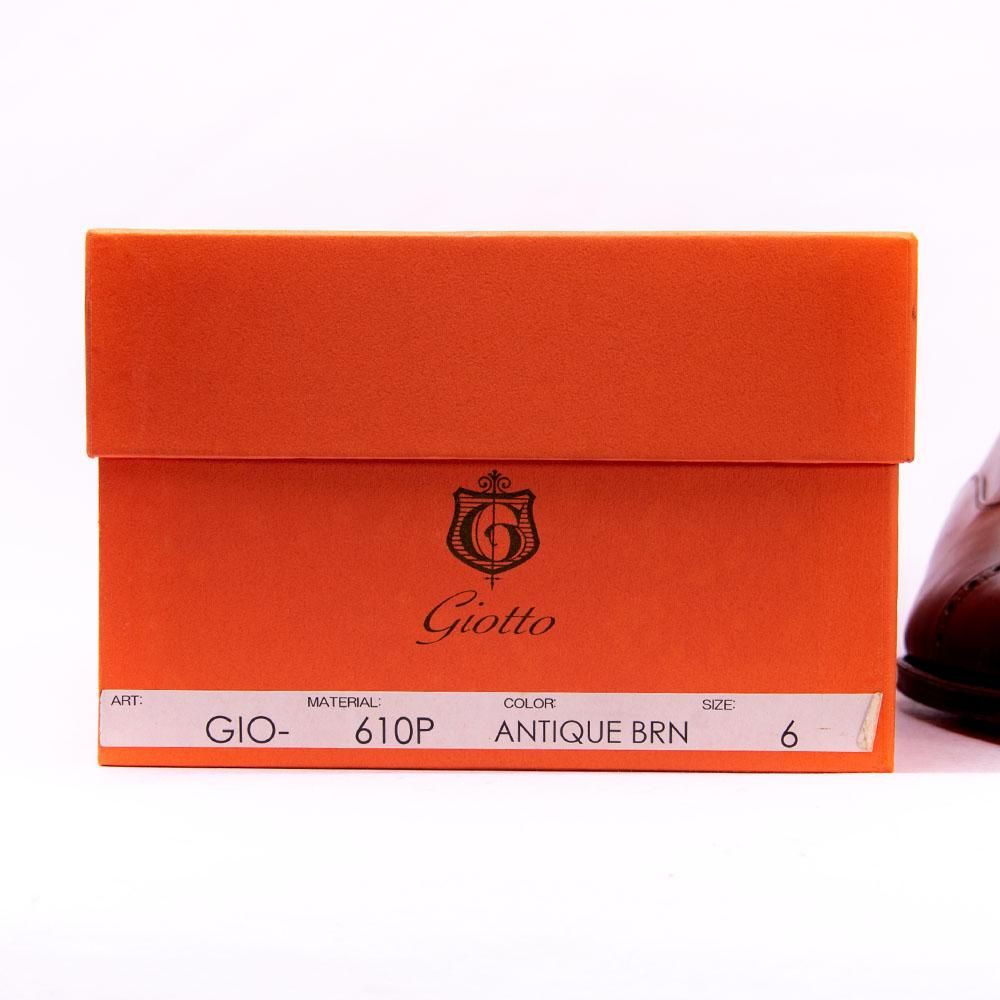 G
Giotto
ART: MATERIAL: COLOR: SIZE:
GIO- 610P ANTIQUE BRN 6